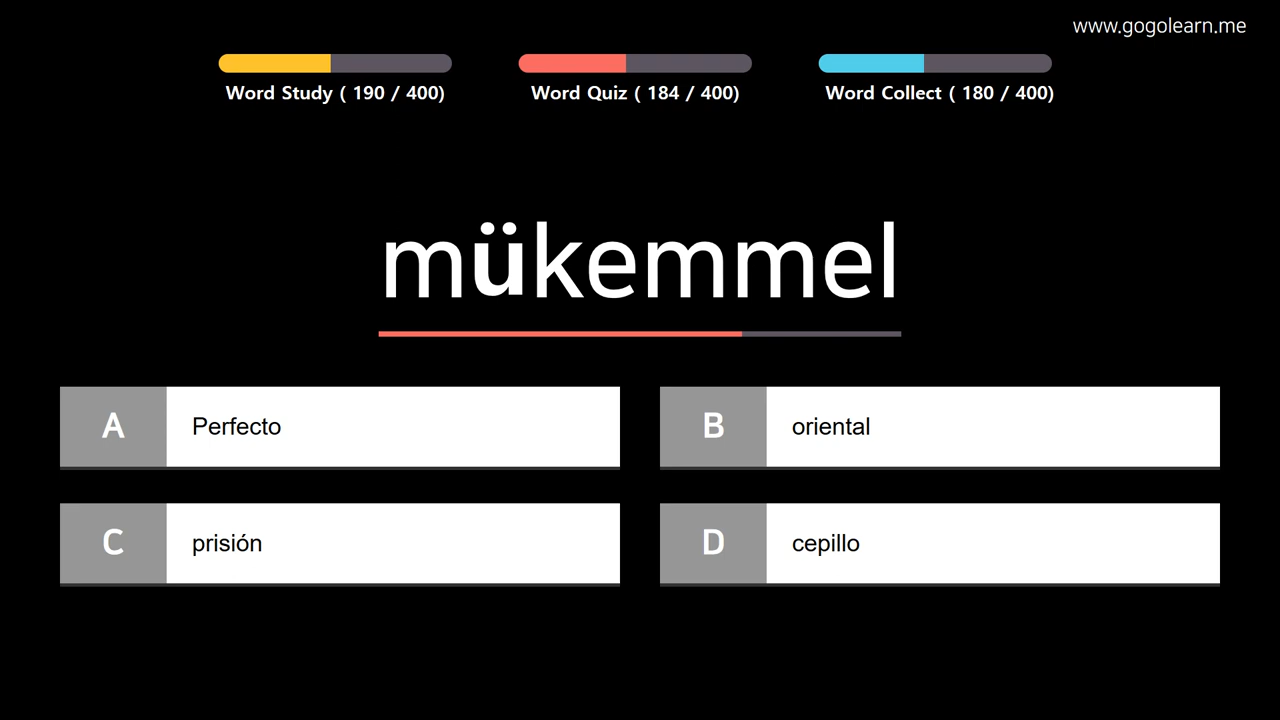 www.gogolearn.me
Word Study ( 190 / 400)
Word Quiz ( 184 / 400)
Word Collect ( 180 / 400)
mükemmel
A
Perfecto
B
oriental
C
prisión
D
cepillo